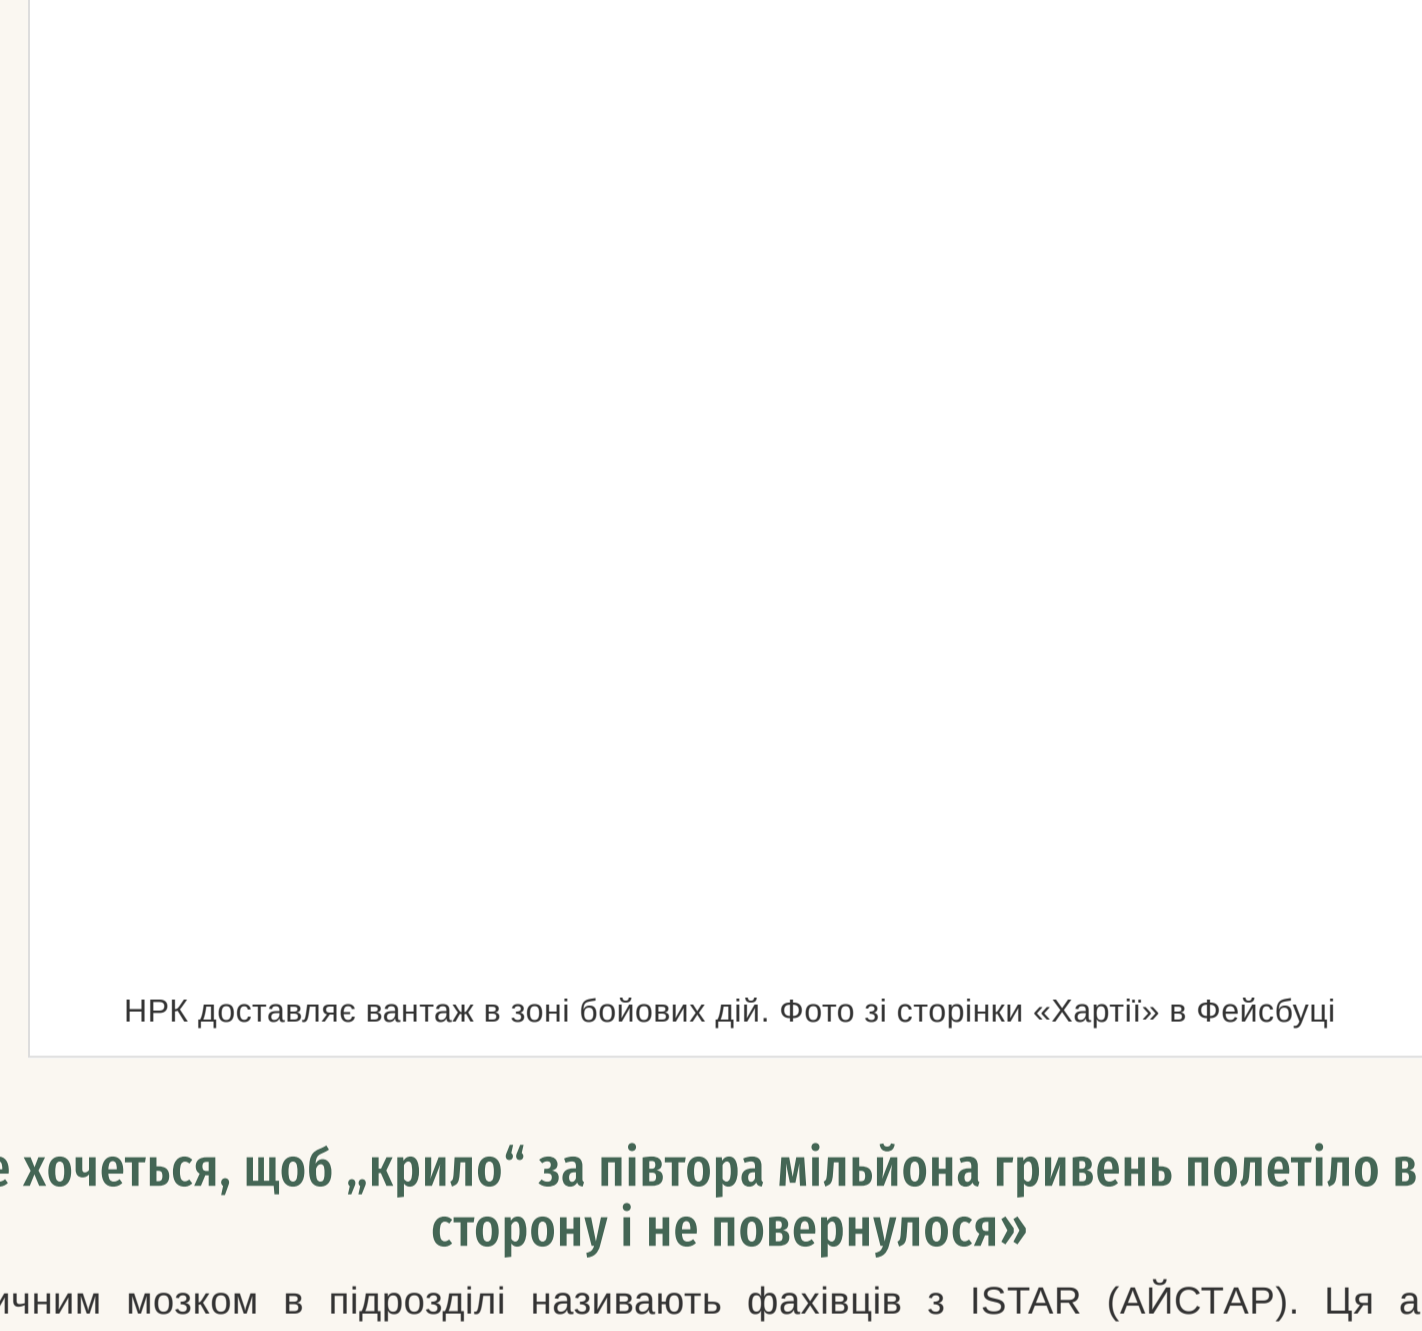 НРК доставляє вантаж в зоні бойових дій. Фото зі сторінки «Хартії» в Фейсбуці
хочеться, щоб „крило“ за півтора мільйона гривень полетіло в
сторону і не повернулося»
мозком в підрозділі називають фахівців з ISTAR (АЙСТАР). Ця